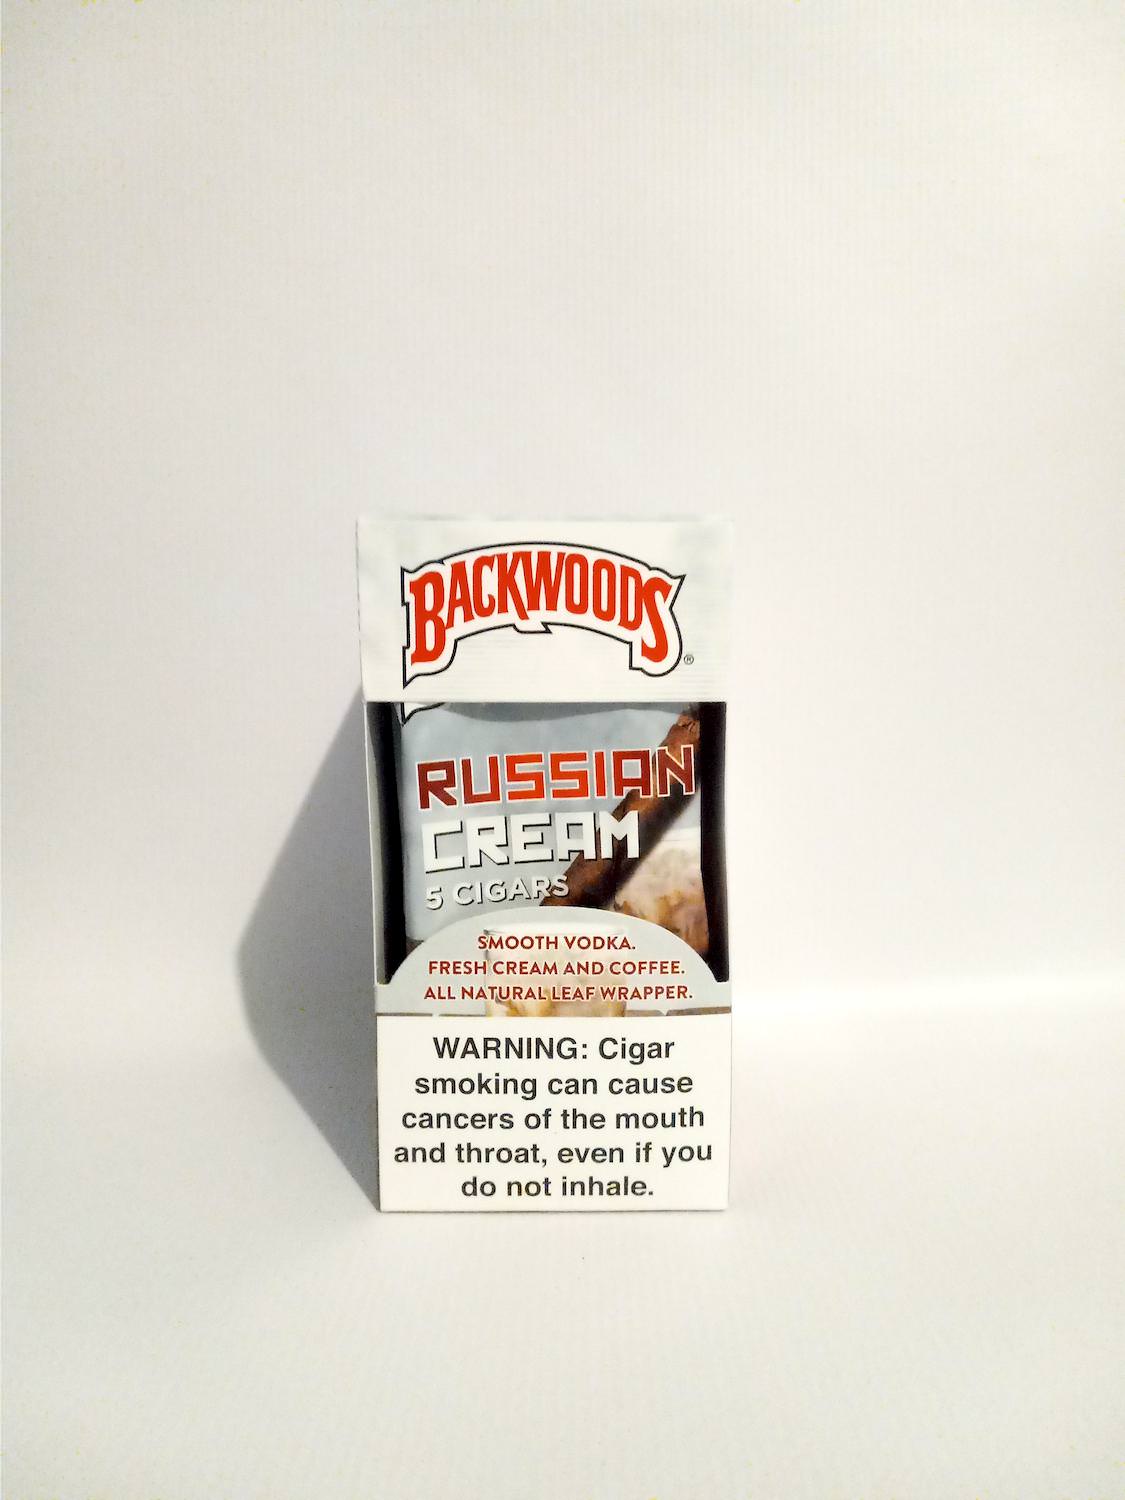 BACKWOODS®
RUSSIAN
CREAM
5 CIGARS
SMOOTH VODKA.
FRESH CREAM AND COFFEE.
ALL NATURAL LEAF WRAPPER.
WARNING: Cigar
smoking can cause
cancers of the mouth
and throat, even if you
do not inhale.